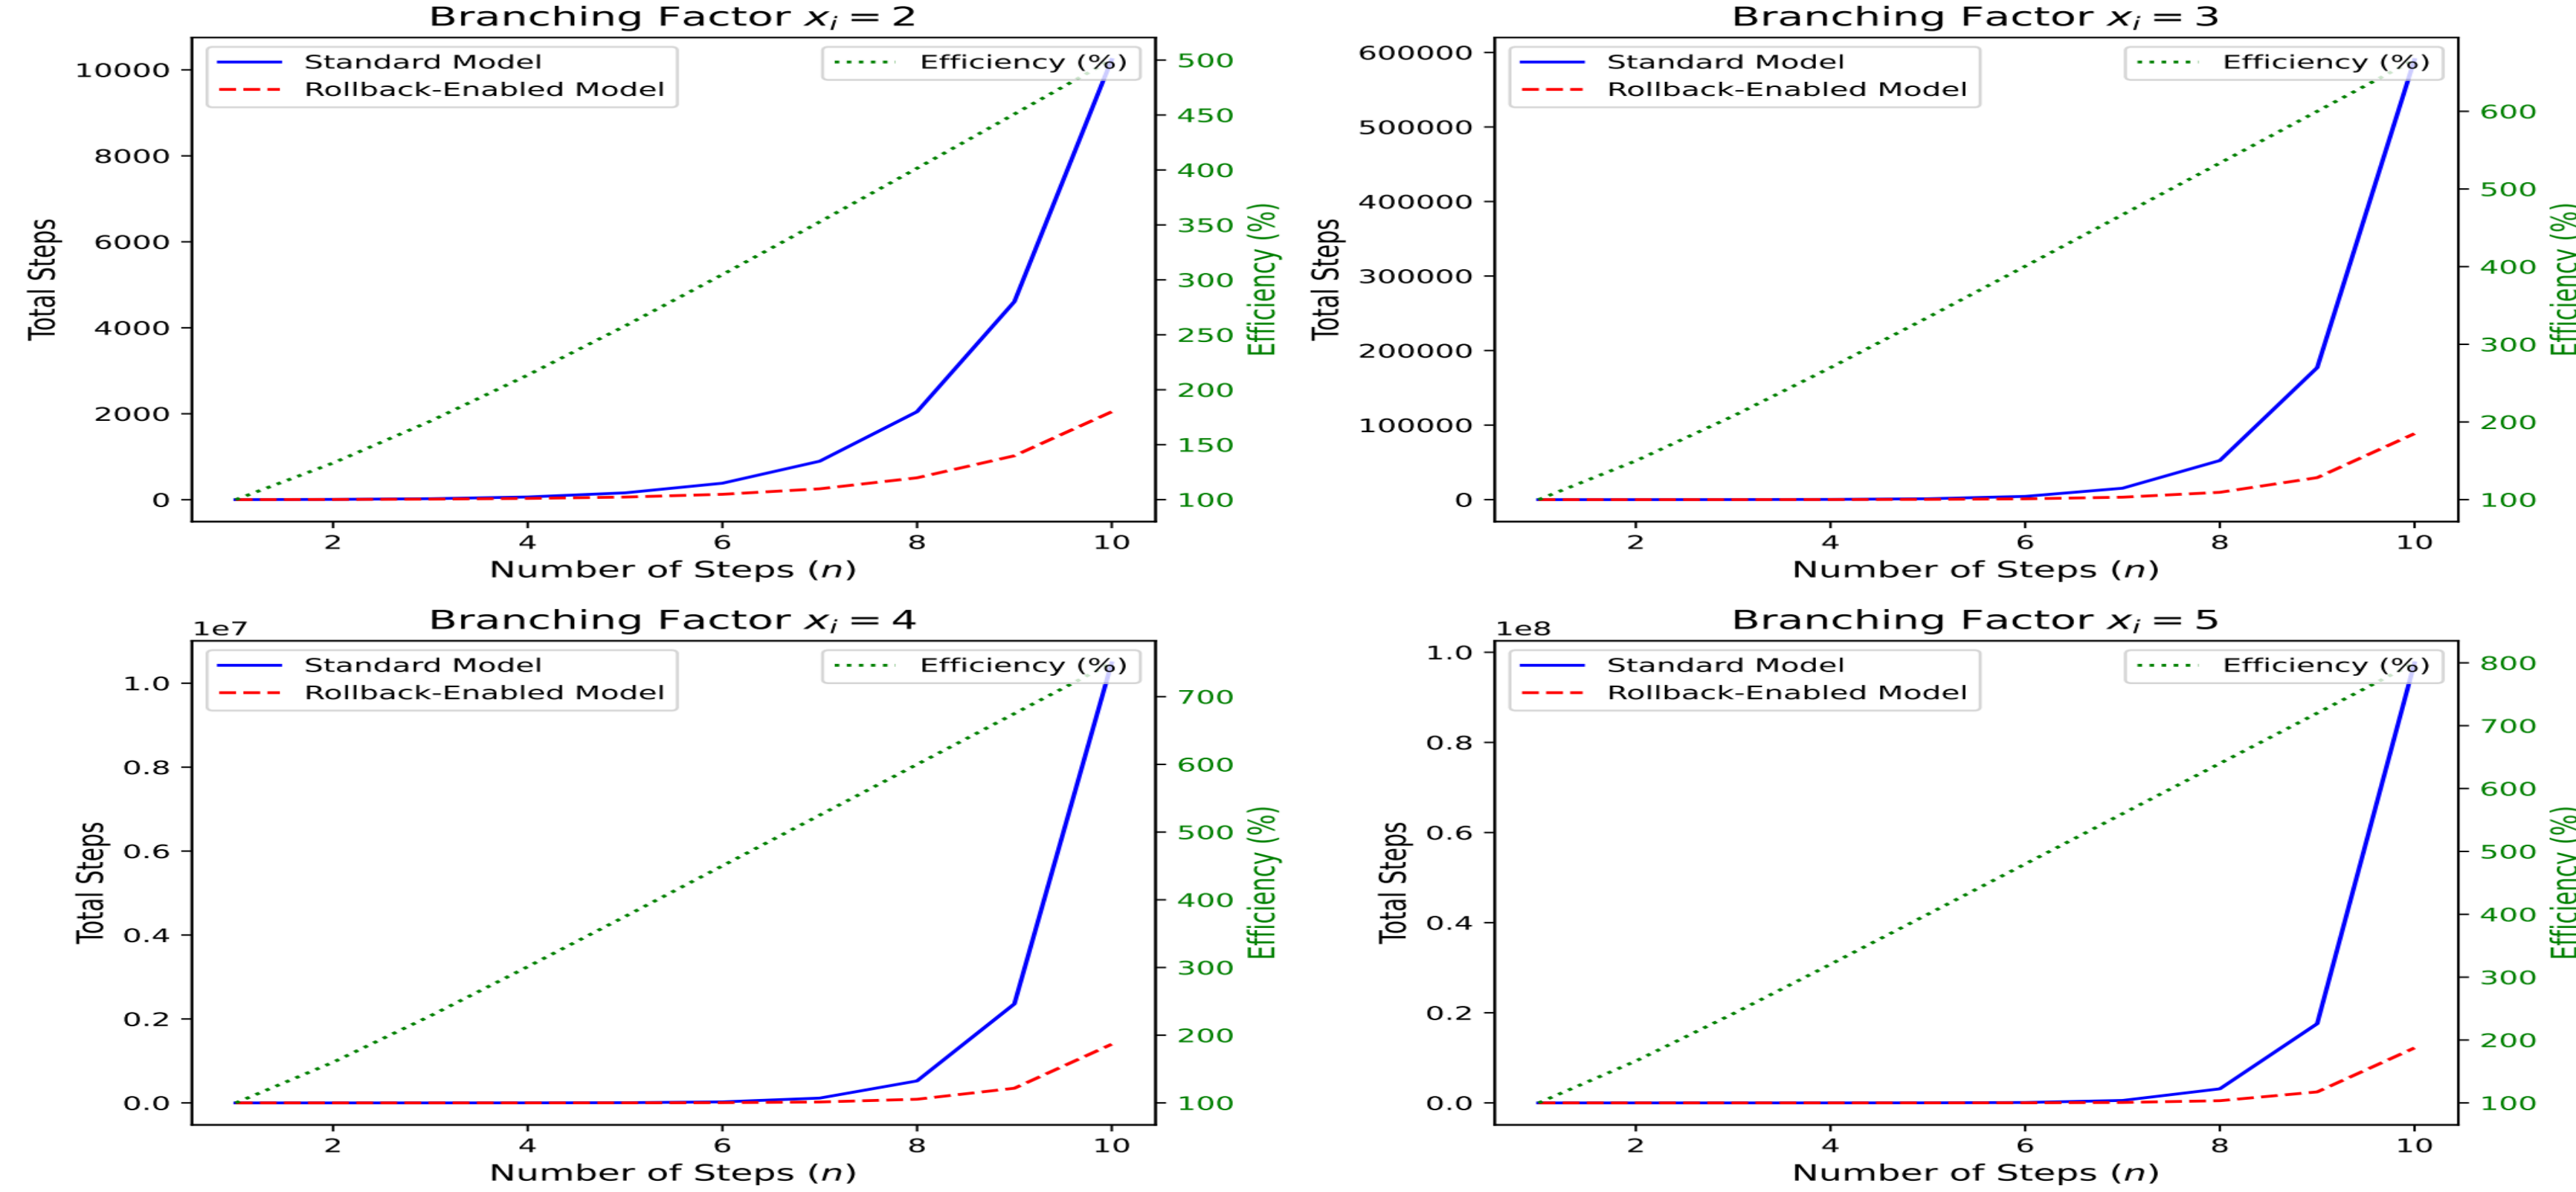 Branching Factor xᵢ = 2
Standard Model
Rollback-Enabled Model
Efficiency (%)
10000
8000
6000
4000
2000
0
Total Steps
500
450
400
350
300
250
200
150
100
Efficiency (%)
2 4 6 8 10
Number of Steps (n)
Branching Factor xᵢ = 3
Standard Model
Rollback-Enabled Model
Efficiency (%)
600000
500000
400000
300000
200000
100000
0
Total Steps
600
500
400
300
200
100
Efficiency (%)
2 4 6 8 10
Number of Steps (n)
Branching Factor xᵢ = 4
1e7
Standard Model
Rollback-Enabled Model
Efficiency (%)
1.0
0.8
0.6
0.4
0.2
0.0
Total Steps
700
600
500
400
300
200
100
Efficiency (%)
2 4 6 8 10
Number of Steps (n)
Branching Factor xᵢ = 5
1e8
Standard Model
Rollback-Enabled Model
Efficiency (%)
1.0
0.8
0.6
0.4
0.2
0.0
Total Steps
800
700
600
500
400
300
200
100
Efficiency (%)
2 4 6 8 10
Number of Steps (n)